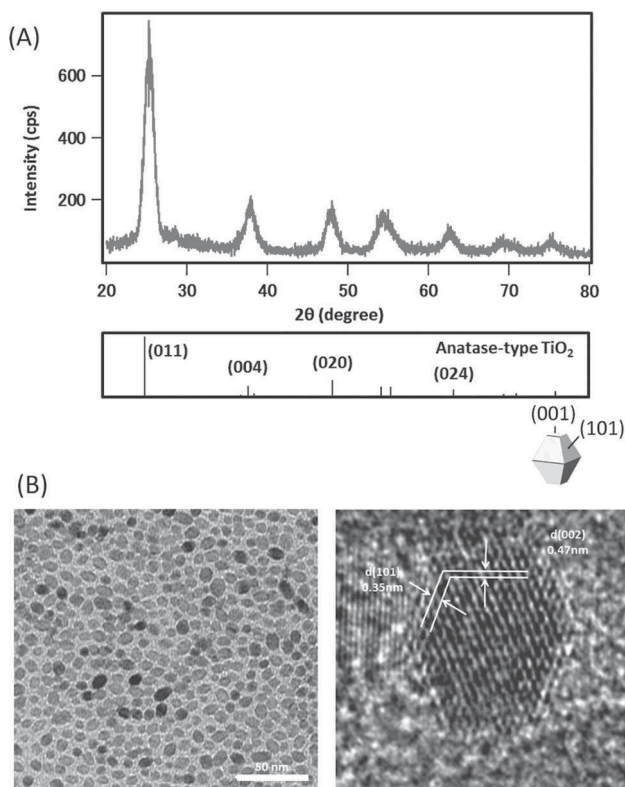 (A)
600
400
200
Intensity (cps)
20 30 40 50 60 70 80
2θ (degree)
Anatase-type TiO₂
(011)
(004)
(020)
(024)
(001)
(101)
(B)
50 nm
d(002)
0.47nm
d(101)
0.35nm